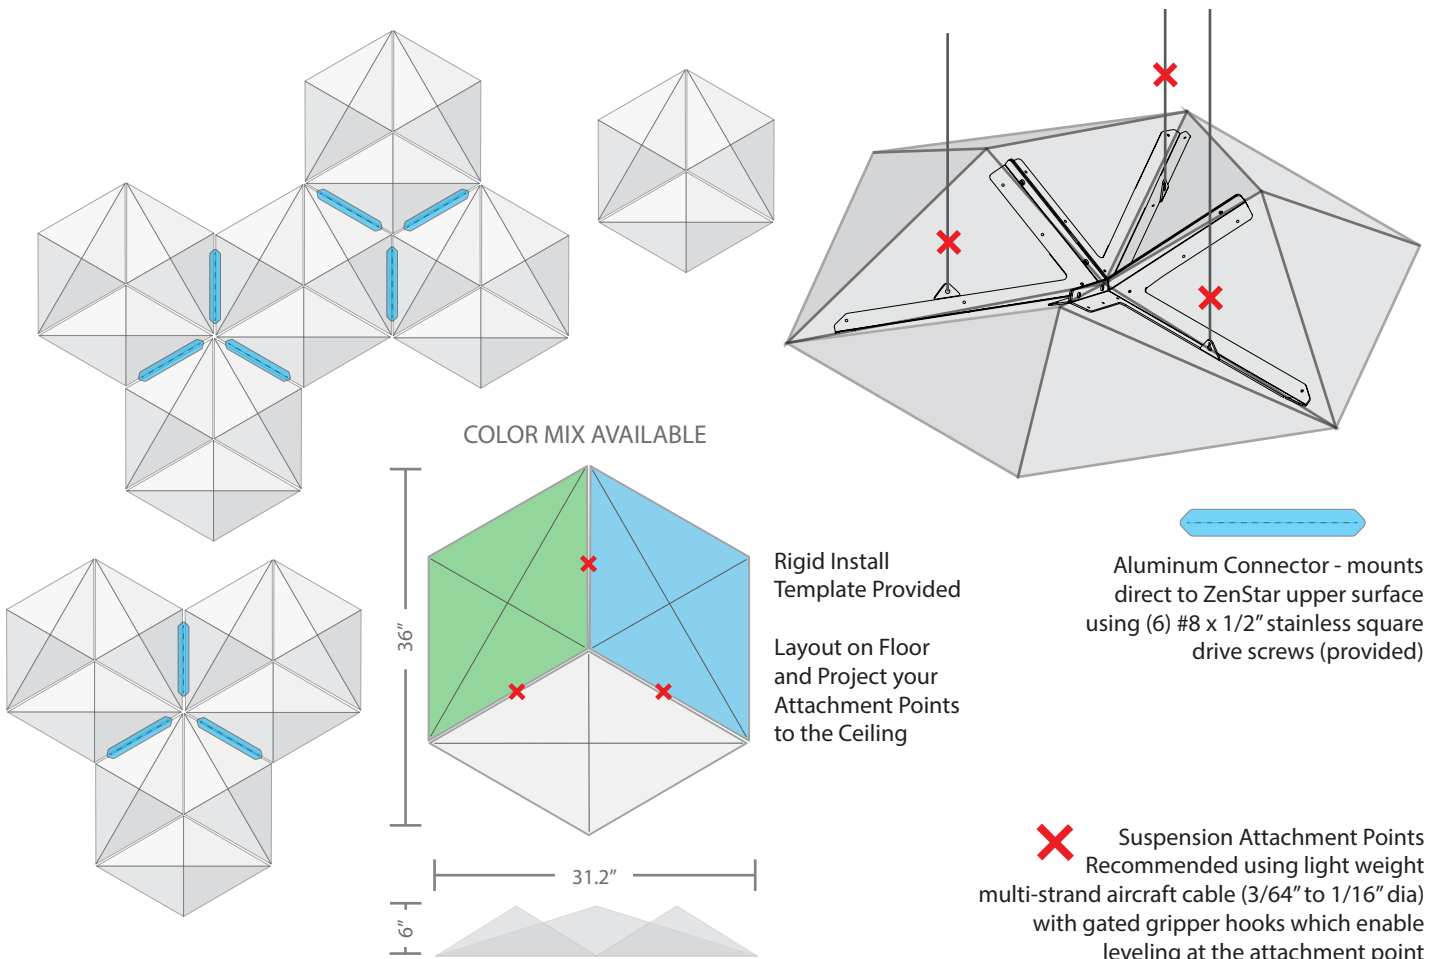 COLOR MIX AVAILABLE
36”
Rigid Install
Template Provided
Layout on Floor
and Project your
Attachment Points
to the Ceiling
31.2”
6”
Aluminum Connector - mounts
direct to ZenStar upper surface
using (6) #8 x 1/2” stainless square
drive screws (provided)
Suspension Attachment Points
Recommended using light weight
multi-strand aircraft cable (3/64” to 1/16” dia)
with gated gripper hooks which enable
leveling at the attachment point